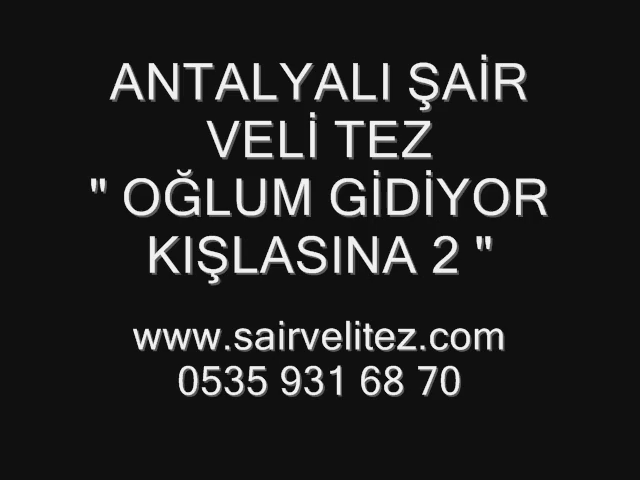 ANTALYALI ŞAİR
VELİ TEZ
" OĞLUM GİDİYOR
KIŞLASINA 2 "
www.sairvelitez.com
0535 931 68 70